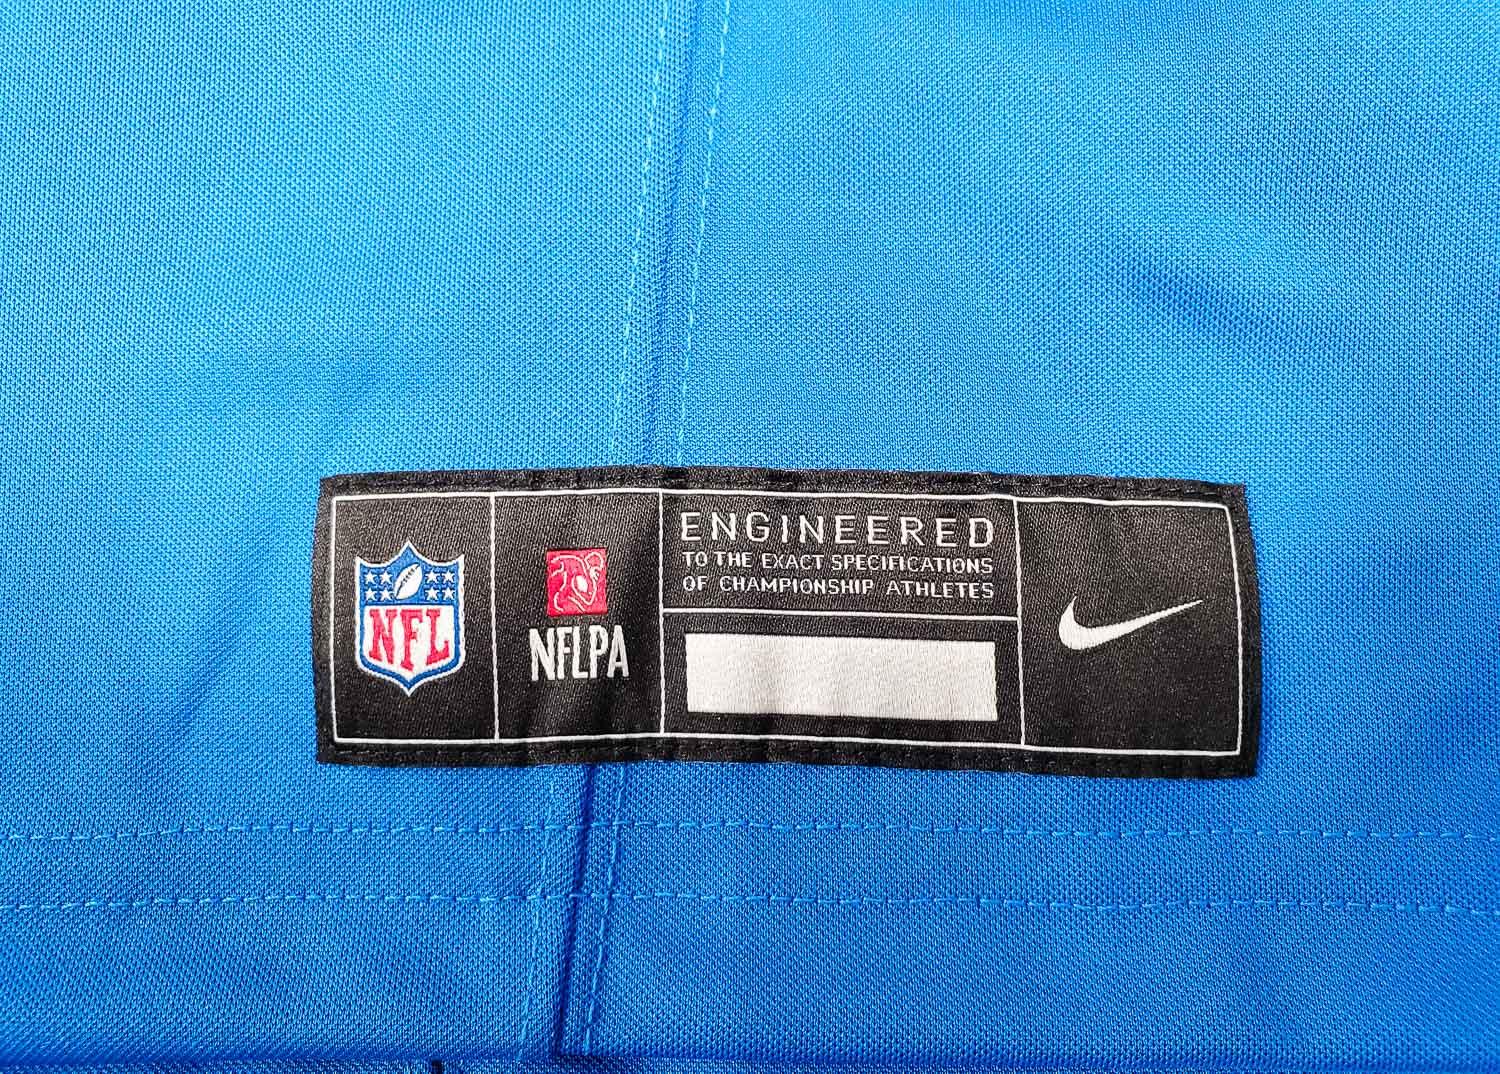 NFL
NFLPA
ENGINEERED
TO THE EXACT SPECIFICATIONS
OF CHAMPIONSHIP ATHLETES